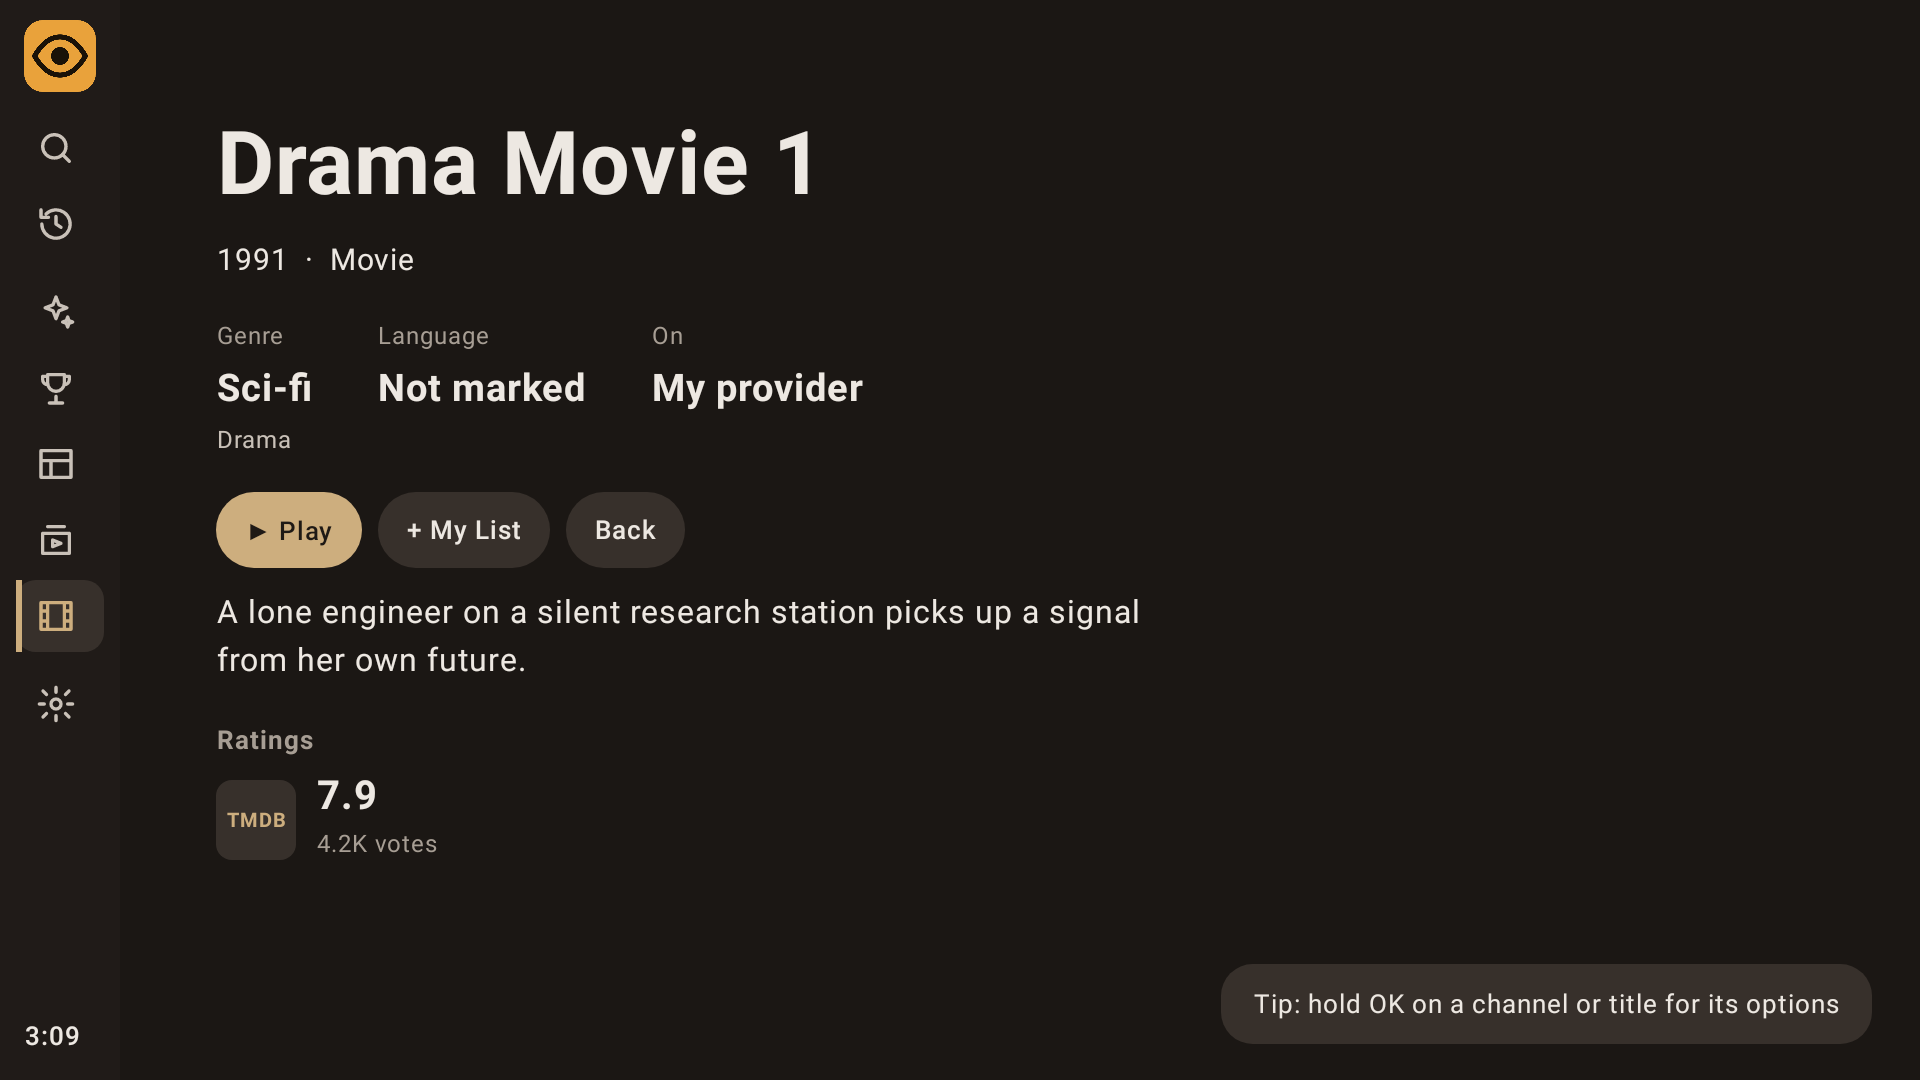 Drama Movie 1
1991 · Movie
Genre Language On
Sci-fi Not marked My provider
Drama
► Play + My List Back
A lone engineer on a silent research station picks up a signal
from her own future.
Ratings
TMDB 7.9
4.2K votes
Tip: hold OK on a channel or title for its options
3:09